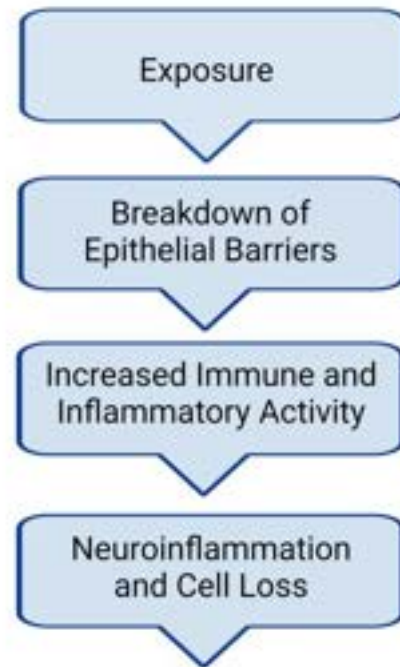 Exposure
Breakdown of
Epithelial Barriers
Increased Immune and
Inflammatory Activity
Neuroinflammation
and Cell Loss